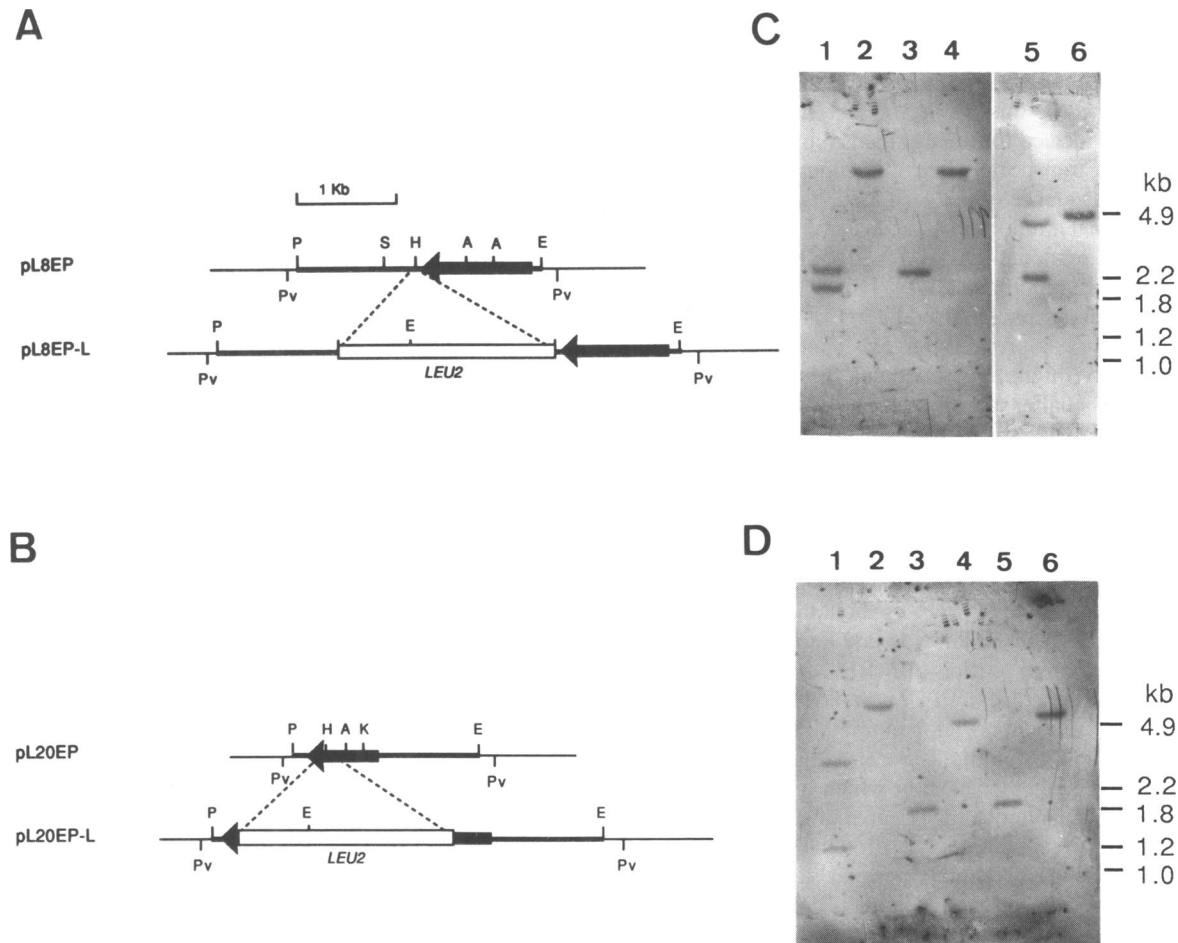 A
1 Kb
P S H A A E
pL8EP
Pv Pv
P E E
pL8EP-L
Pv LEU2 Pv
C
1 2 3 4 5 6
kb
4.9
2.2
1.8
1.2
1.0
B
P H A K E
pL20EP
Pv Pv
P E E
pL20EP-L
Pv LEU2 Pv
D
1 2 3 4 5 6
kb
4.9
2.2
1.8
1.2
1.0